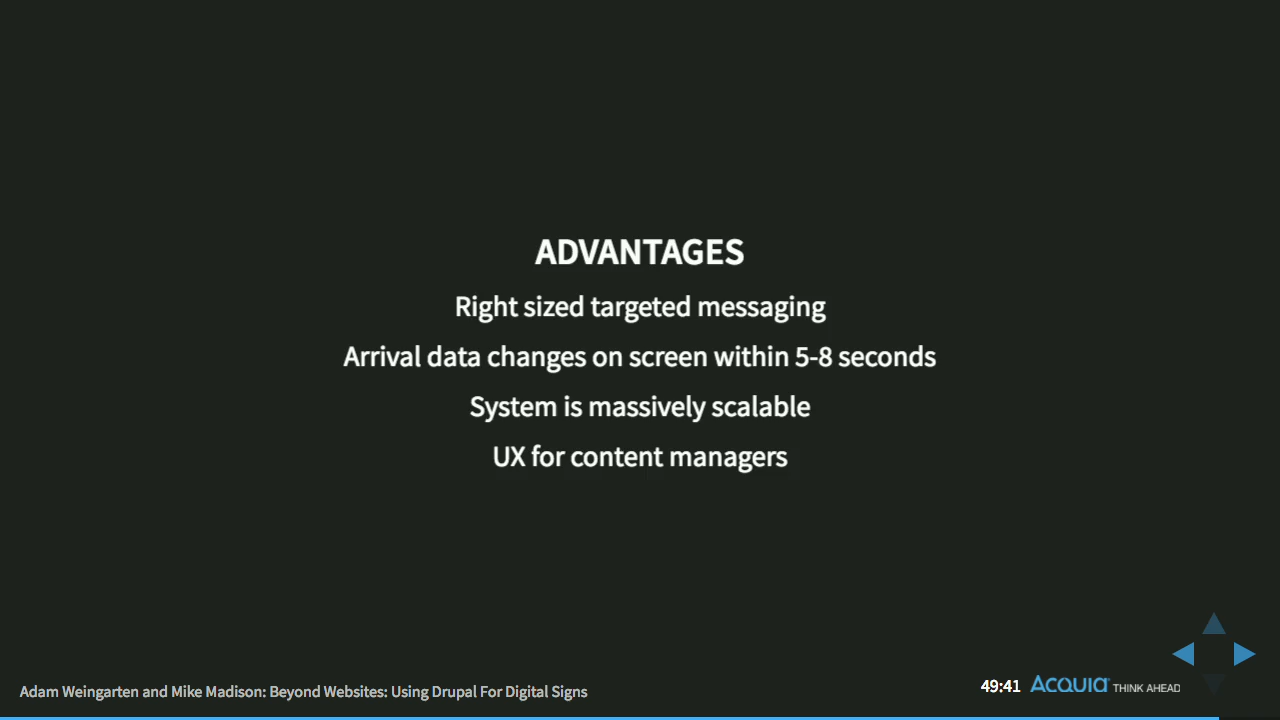 ADVANTAGES
Right sized targeted messaging
Arrival data changes on screen within 5-8 seconds
System is massively scalable
UX for content managers
Adam Weingarten and Mike Madison: Beyond Websites: Using Drupal For Digital Signs
49:41 Acquia THINK AHEAD